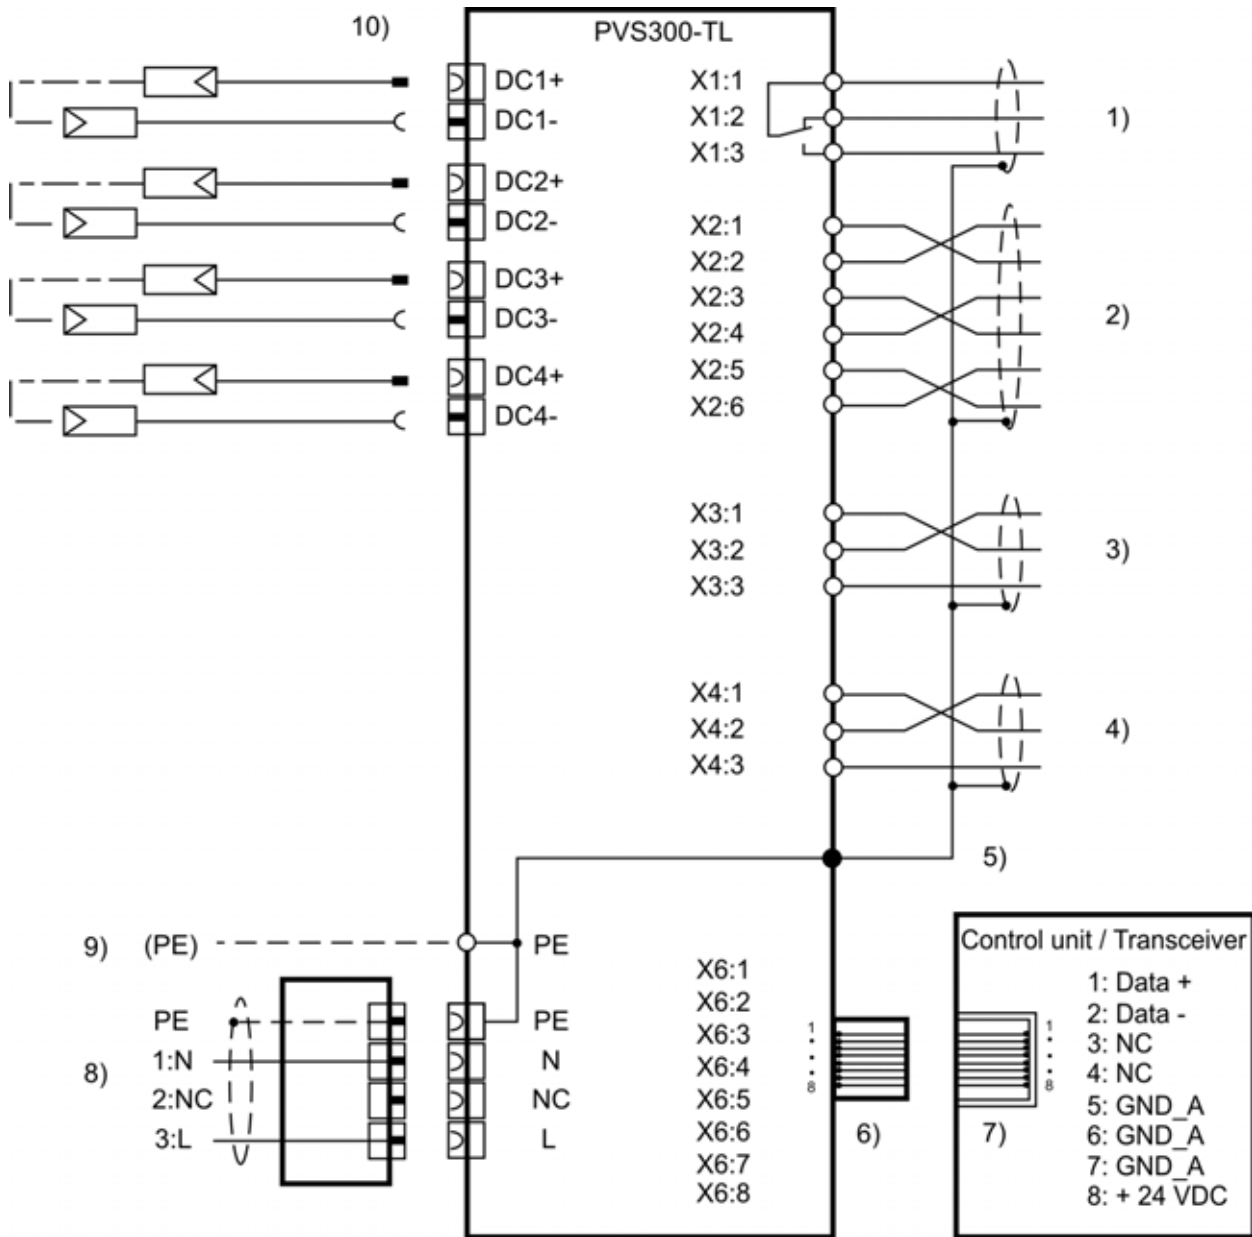 10)
PVS300-TL
DC1+
DC1-
DC2+
DC2-
DC3+
DC3-
DC4+
DC4-
X1:1
X1:2
X1:3
1)
X2:1
X2:2
X2:3
X2:4
X2:5
X2:6
2)
X3:1
X3:2
X3:3
3)
X4:1
X4:2
X4:3
4)
5)
9) (PE)
PE
8)
PE
1:N
2:NC
3:L
PE
N
NC
L
X6:1
X6:2
X6:3
X6:4
X6:5
X6:6
X6:7
X6:8
1
8
6)
Control unit / Transceiver
1
8
7)
1: Data +
2: Data -
3: NC
4: NC
5: GND_A
6: GND_A
7: GND_A
8: + 24 VDC